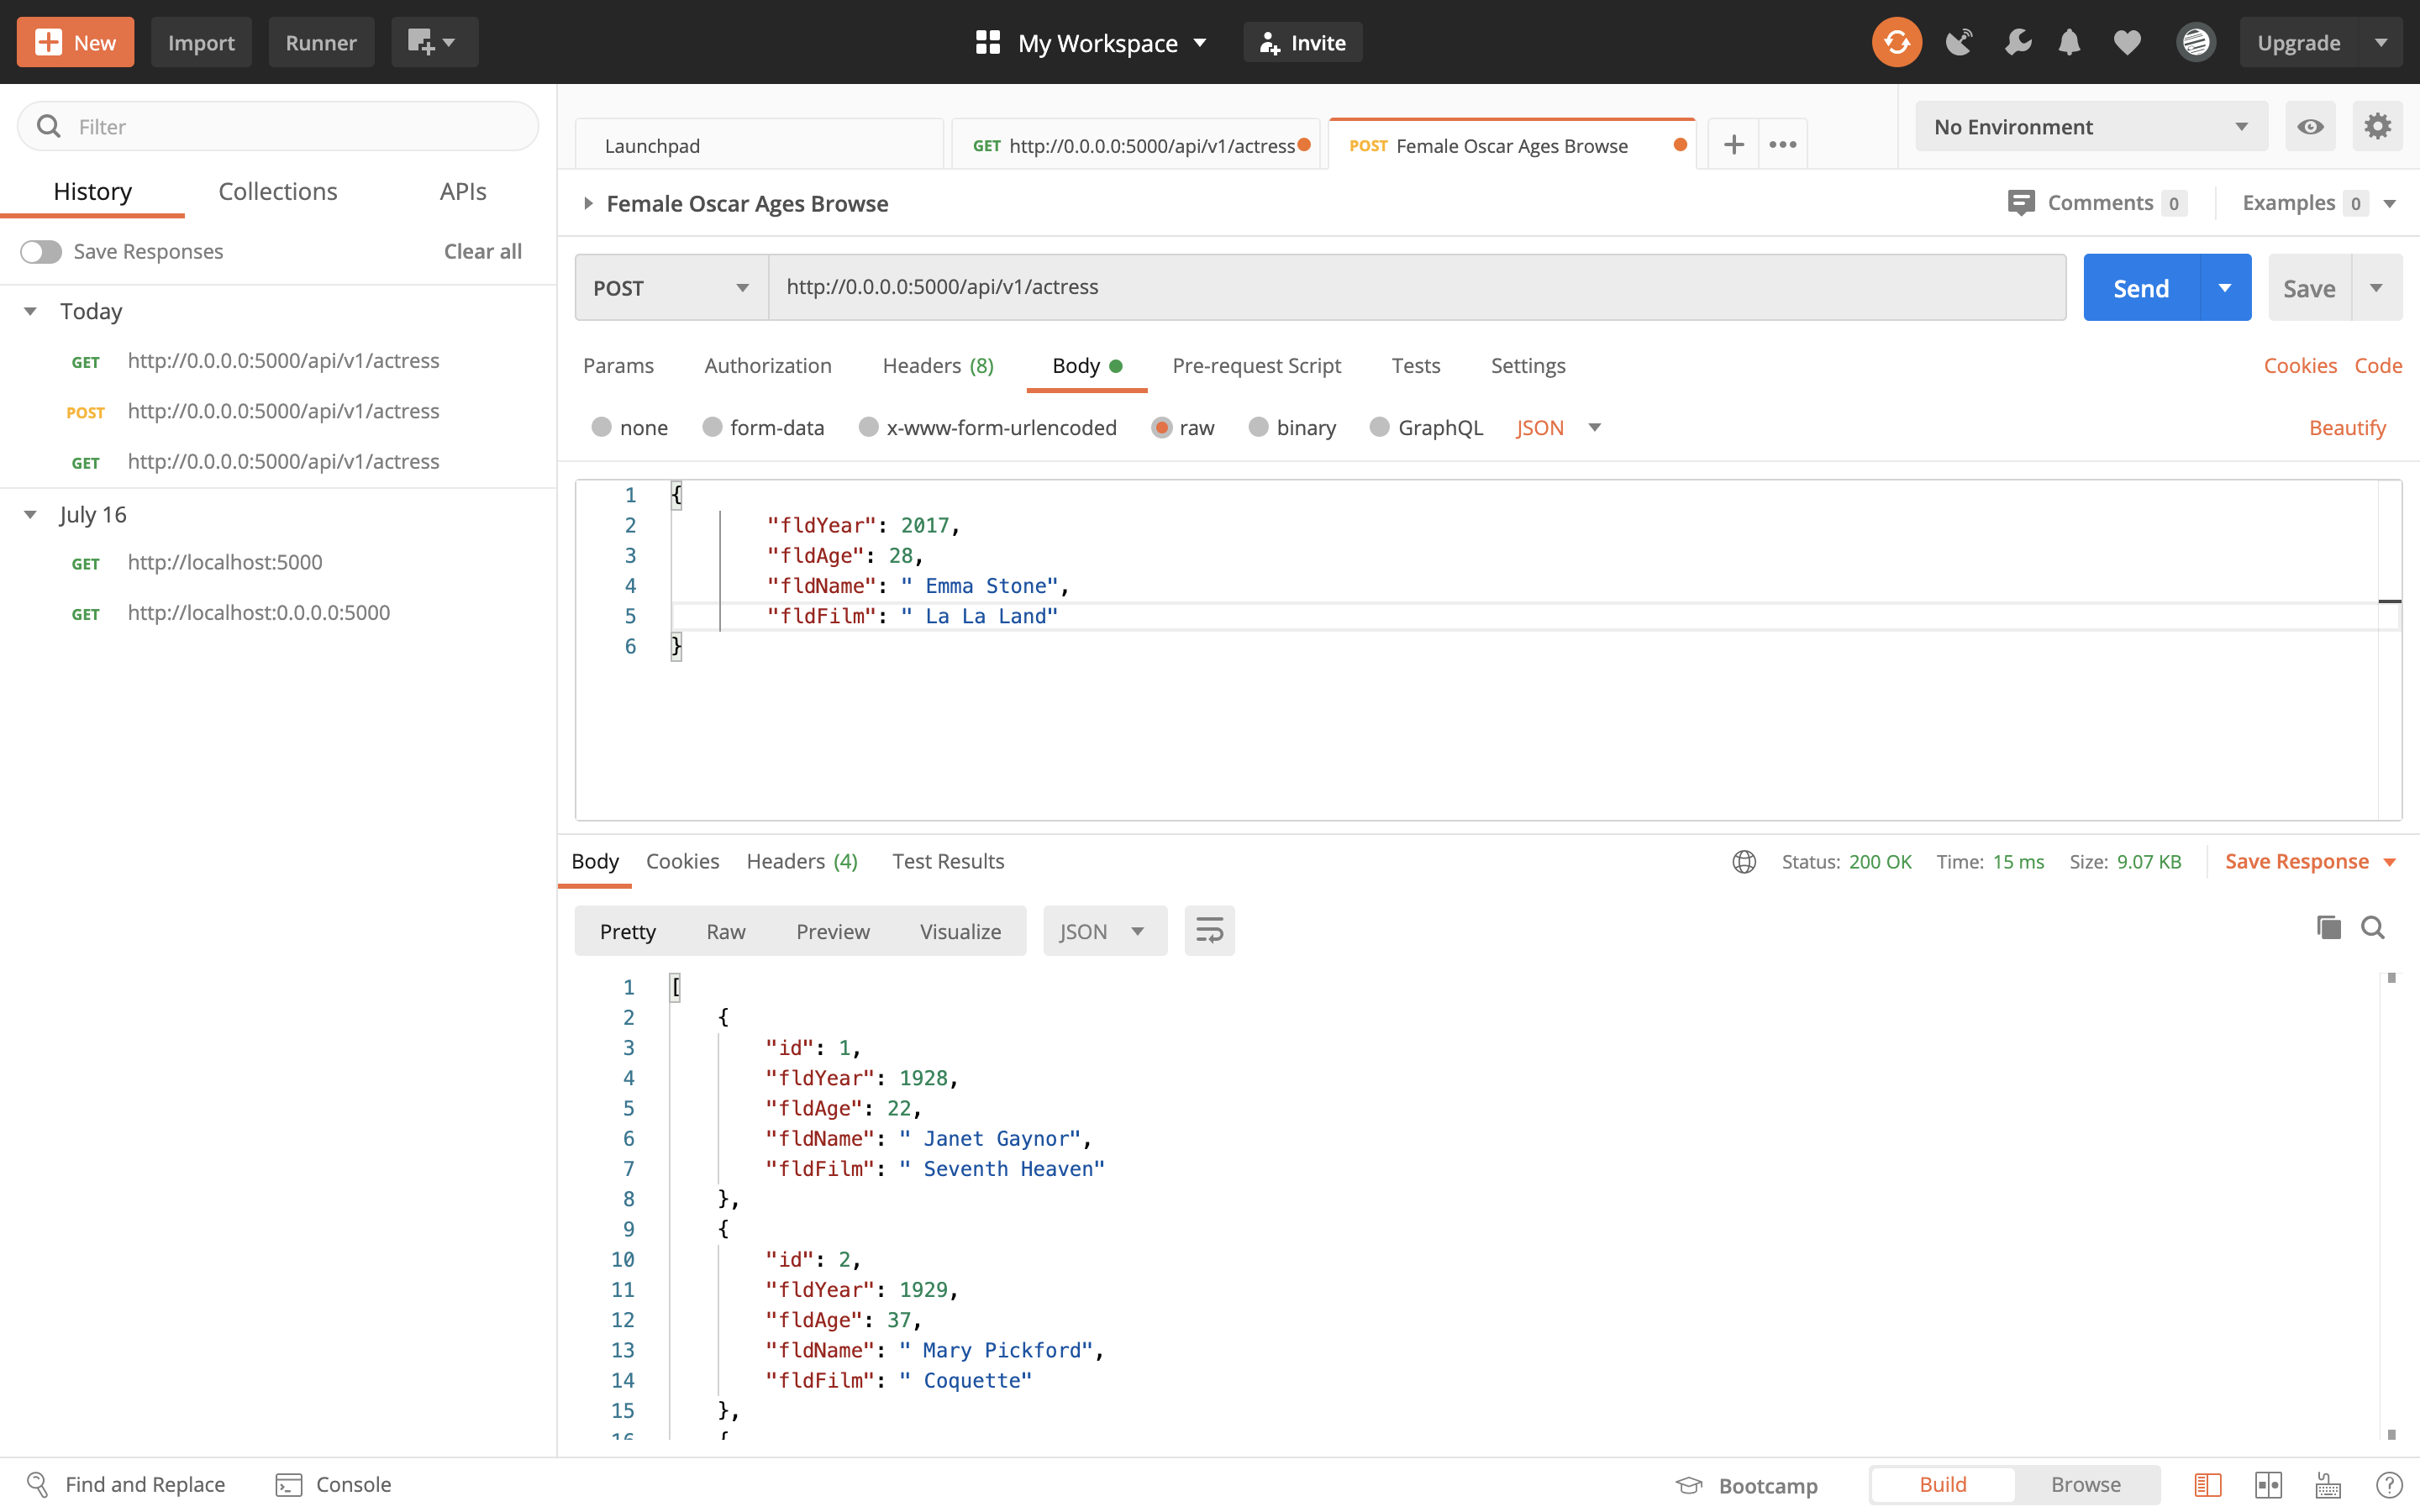 New Import Runner My Workspace Invite Upgrade
Filter
History Collections APIs
Save Responses Clear all
Today
GET http://0.0.0.0:5000/api/v1/actress
POST http://0.0.0.0:5000/api/v1/actress
GET http://0.0.0.0:5000/api/v1/actress
July 16
GET http://localhost:5000
GET http://localhost:0.0.0.0:5000
Launchpad GET http://0.0.0.0:5000/api/v1/actress POST Female Oscar Ages Browse No Environment
Female Oscar Ages Browse Comments 0 Examples 0
POST http://0.0.0.0:5000/api/v1/actress Send Save
Params Authorization Headers (8) Body Pre-request Script Tests Settings Cookies Code
none form-data x-www-form-urlencoded raw binary GraphQL JSON Beautify
1 {
2 "fldYear": 2017,
3 "fldAge": 28,
4 "fldName": " Emma Stone",
5 "fldFilm": " La La Land"
6 }
Body Cookies Headers (4) Test Results Status: 200 OK Time: 15 ms Size: 9.07 KB Save Response
Pretty Raw Preview Visualize JSON
1 [
2 {
3 "id": 1,
4 "fldYear": 1928,
5 "fldAge": 22,
6 "fldName": " Janet Gaynor",
7 "fldFilm": " Seventh Heaven"
8 },
9 {
10 "id": 2,
11 "fldYear": 1929,
12 "fldAge": 37,
13 "fldName": " Mary Pickford",
14 "fldFilm": " Coquette"
15 },
16 {
Find and Replace Console Bootcamp Build Browse